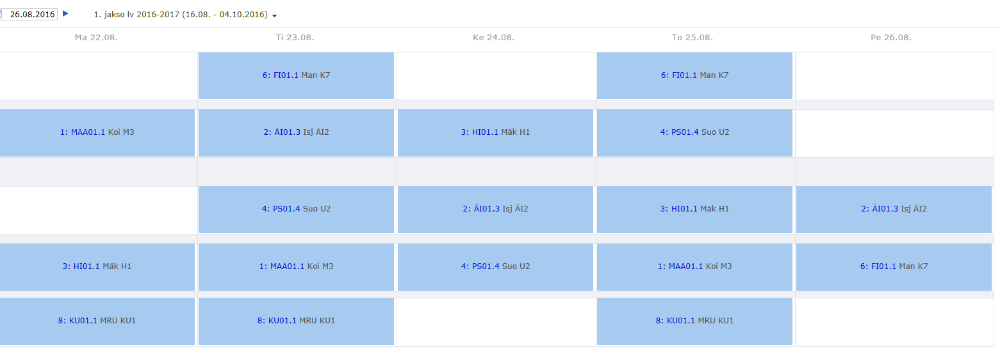 26.08.2016 1. jakso lv 2016-2017 (16.08. - 04.10.2016)
Ma 22.08. Ti 23.08. Ke 24.08. To 25.08. Pe 26.08.
6: FI01.1 Man K7 6: FI01.1 Man K7
1: MAA01.1 Koi M3 2: ÄI01.3 Isj ÄI2 3: HI01.1 Mäk H1 4: PS01.4 Suo U2
4: PS01.4 Suo U2 2: ÄI01.3 Isj ÄI2 3: HI01.1 Mäk H1 2: ÄI01.3 Isj ÄI2
3: HI01.1 Mäk H1 1: MAA01.1 Koi M3 4: PS01.4 Suo U2 1: MAA01.1 Koi M3 6: FI01.1 Man K7
8: KU01.1 MRU KU1 8: KU01.1 MRU KU1 8: KU01.1 MRU KU1